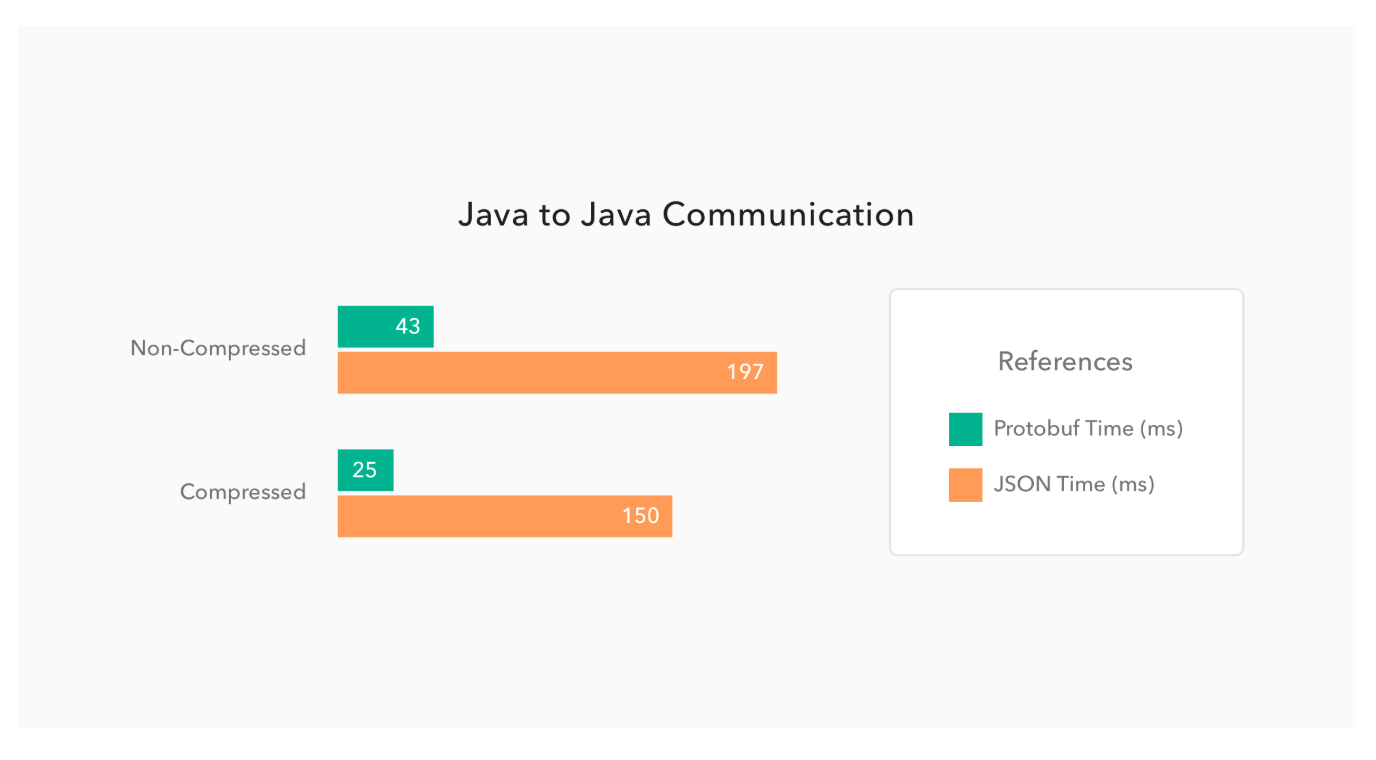 Java to Java Communication
Non-Compressed
43
197
Compressed
25
150
References
Protobuf Time (ms)
JSON Time (ms)